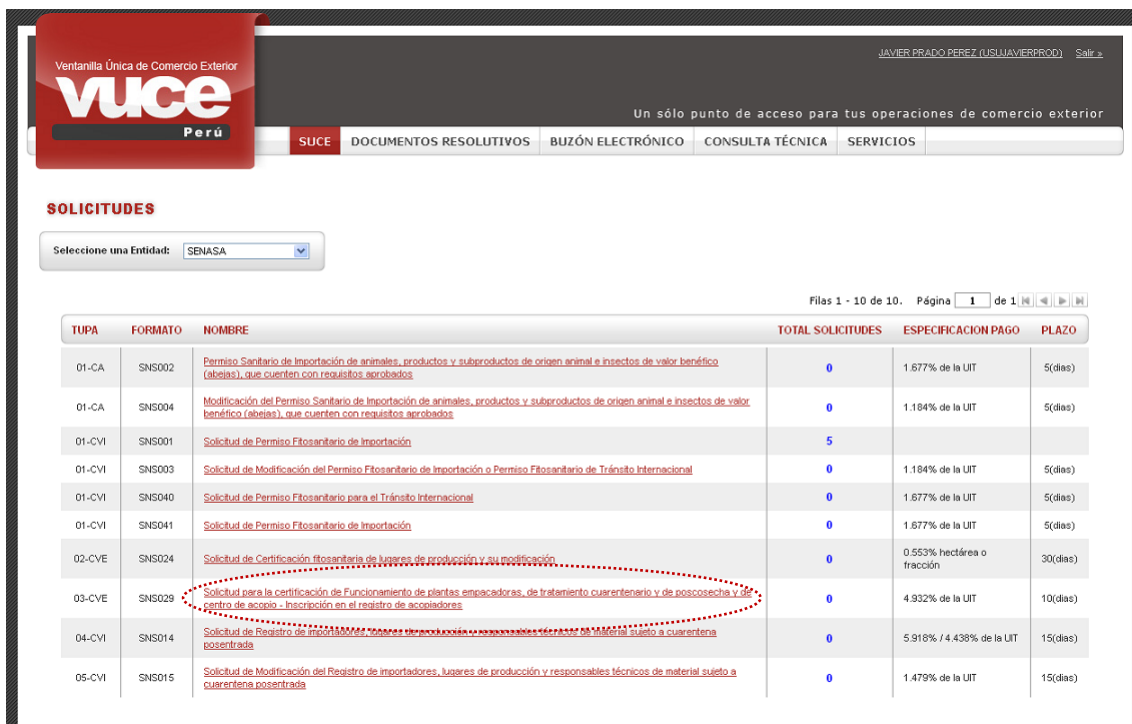 JAVIER PRADO PEREZ (USUJAVIERPROD) Salir »
Ventanilla Única de Comercio Exterior
vuce
Perú
Un sólo punto de acceso para tus operaciones de comercio exterior
SUCE DOCUMENTOS RESOLUTIVOS BUZÓN ELECTRÓNICO CONSULTA TÉCNICA SERVICIOS
SOLICITUDES
Seleccione una Entidad: SENASA
Filas 1 - 10 de 10. Página 1 de 1
TUPA FORMATO NOMBRE TOTAL SOLICITUDES ESPECIFICACION PAGO PLAZO
01-CA SNS002 Permiso Sanitario de Importación de animales, productos y subproductos de origen animal e insectos de valor benéfico
(abejas), que cuenten con requisitos aprobados 0 1.677% de la UIT 5(dias)
01-CA SNS004 Modificación del Permiso Sanitario de Importación de animales, productos y subproductos de origen animal e insectos de valor
benéfico (abejas), que cuenten con requisitos aprobados 0 1.184% de la UIT 5(dias)
01-CVI SNS001 Solicitud de Permiso Fitosanitario de Importación 5
01-CVI SNS003 Solicitud de Modificación del Permiso Fitosanitario de Importación o Permiso Fitosanitario de Tránsito Internacional 0 1.184% de la UIT 5(dias)
01-CVI SNS040 Solicitud de Permiso Fitosanitario para el Tránsito Internacional 0 1.677% de la UIT 5(dias)
01-CVI SNS041 Solicitud de Permiso Fitosanitario de Importación 0 1.677% de la UIT 5(dias)
02-CVE SNS024 Solicitud de Certificación fitosanitaria de lugares de producción y su modificación 0 0.553% hectárea o
fracción 30(dias)
03-CVE SNS029 Solicitud para la certificación de Funcionamiento de plantas empacadoras, de tratamiento cuarentenario y de poscosecha y de
centro de acopio - Inscripción en el registro de acopiadores 0 4.932% de la UIT 10(dias)
04-CVI SNS014 Solicitud de Registro de importadores, lugares de producción y responsables técnicos de material sujeto a cuarentena
posentrada 0 5.918% / 4.438% de la UIT 15(dias)
05-CVI SNS015 Solicitud de Modificación del Registro de importadores, lugares de producción y responsables técnicos de material sujeto a
cuarentena posentrada 0 1.479% de la UIT 15(dias)